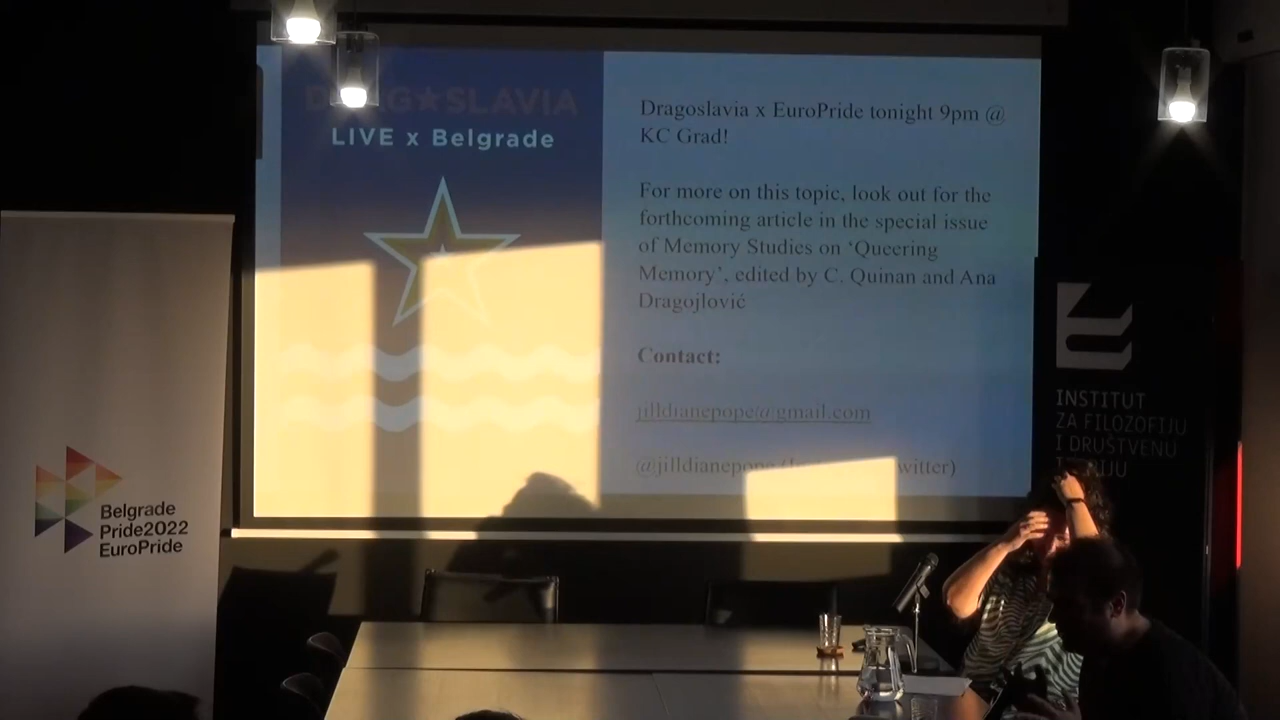 DRAG★SLAVIA
LIVE x Belgrade
Dragoslavia x EuroPride tonight 9pm @
KC Grad!
For more on this topic, look out for the
forthcoming article in the special issue
of Memory Studies on ‘Queering
Memory’, edited by C. Quinan and Ana
Dragojlović
Contact:
jilldianepope@gmail.com
@jilldianepope
Belgrade
Pride2022
EuroPride
INSTITUT
ZA FILOZOFIJU
I DRUŠTVENU